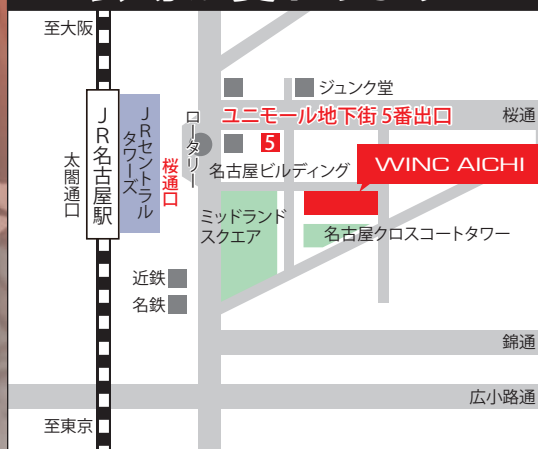 至大阪
ジュンク堂
ユニモール地下街 5番出口
桜通
5
名古屋ビルディング
WINC AICHI
JR名古屋駅
JRセントラル
タワーズ
桜通口
ロータリー
太閤通口
ミッドランド
スクエア
名古屋クロスコートタワー
近鉄
名鉄
錦通
広小路通
至東京